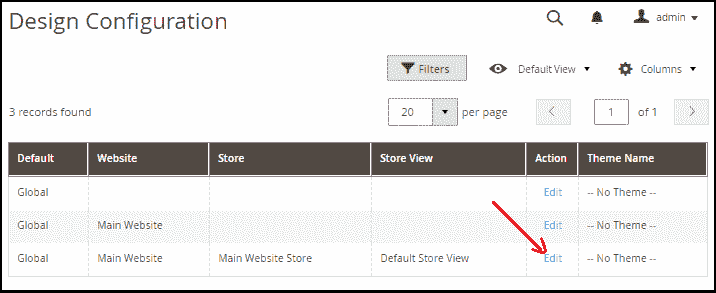 Design Configuration
admin
Filters
Default View
Columns
3 records found
20
per page
1
of 1
Default Website Store Store View Action Theme Name
Global Edit -- No Theme --
Global Main Website Edit -- No Theme --
Global Main Website Main Website Store Default Store View Edit -- No Theme --